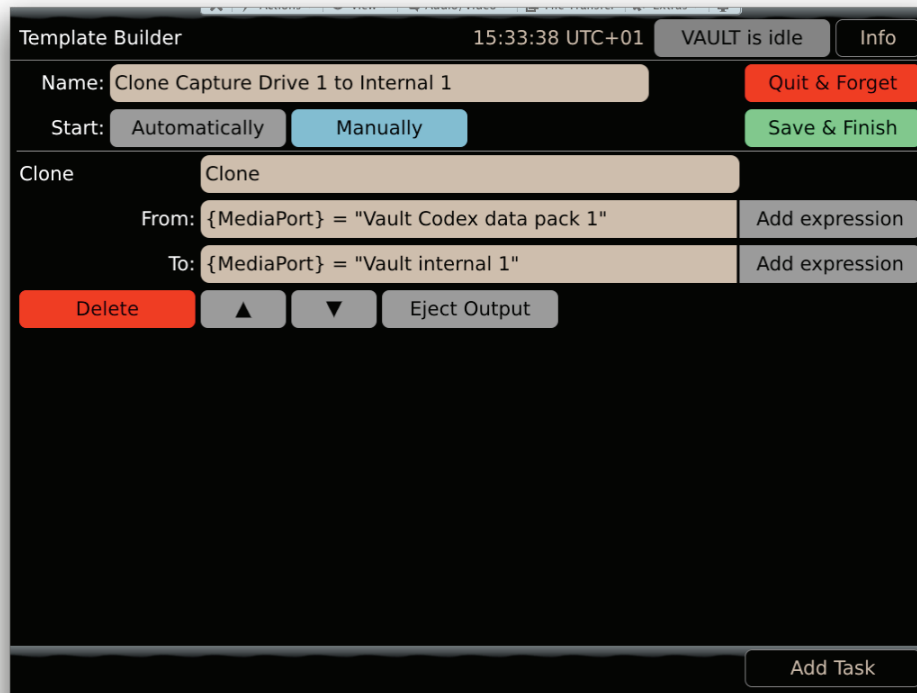 Template Builder 15:33:38 UTC+01 VAULT is idle Info
Name: Clone Capture Drive 1 to Internal 1 Quit & Forget
Start: Automatically Manually Save & Finish
Clone Clone
From: {MediaPort} = "Vault Codex data pack 1" Add expression
To: {MediaPort} = "Vault internal 1" Add expression
Delete ▲ ▼ Eject Output
Add Task